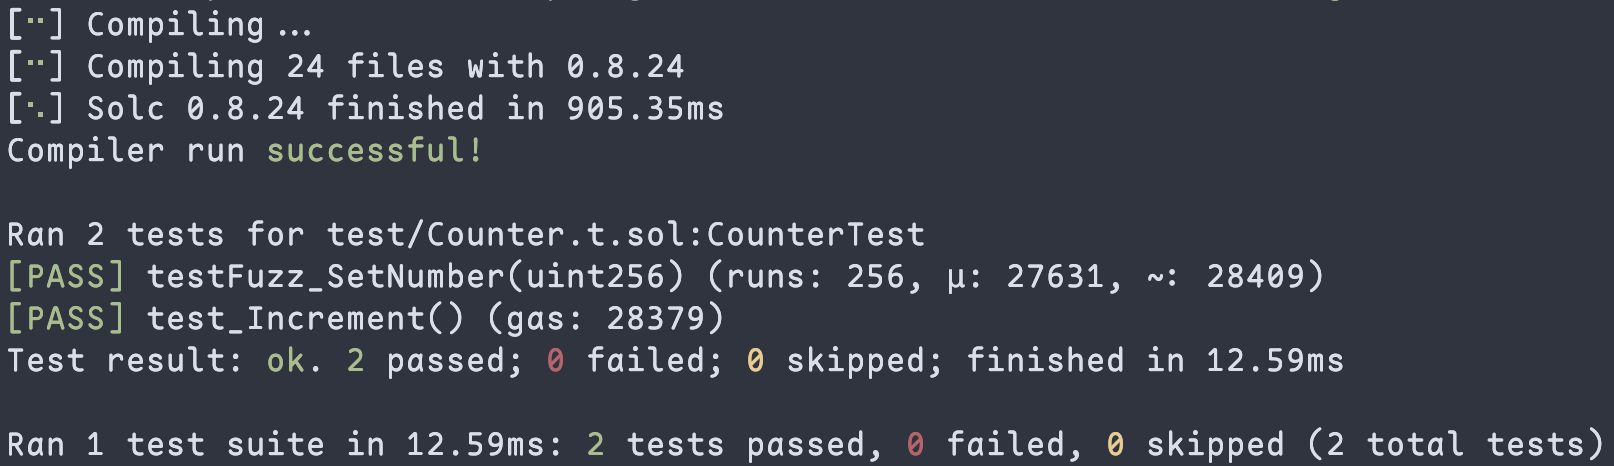 [⠒] Compiling...
[⠒] Compiling 24 files with 0.8.24
[⠢] Solc 0.8.24 finished in 905.35ms
Compiler run successful!
Ran 2 tests for test/Counter.t.sol:CounterTest
[PASS] testFuzz_SetNumber(uint256) (runs: 256, μ: 27631, ~: 28409)
[PASS] test_Increment() (gas: 28379)
Test result: ok. 2 passed; 0 failed; 0 skipped; finished in 12.59ms
Ran 1 test suite in 12.59ms: 2 tests passed, 0 failed, 0 skipped (2 total tests)